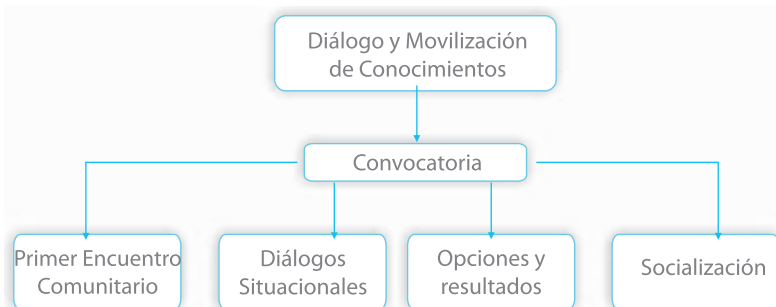 Diálogo y Movilización
de Conocimientos
Convocatoria
Primer Encuentro
Comunitario
Diálogos
Situacionales
Opciones y
resultados
Socialización